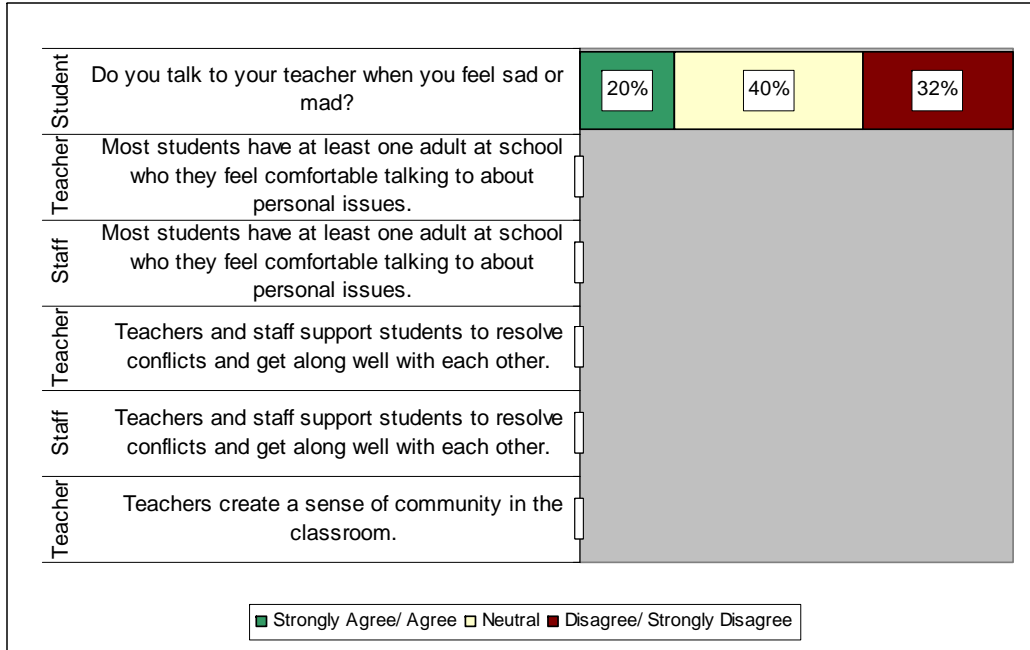 Student
Do you talk to your teacher when you feel sad or
mad?
20%
40%
32%
Teacher
Most students have at least one adult at school
who they feel comfortable talking to about
personal issues.
Staff
Most students have at least one adult at school
who they feel comfortable talking to about
personal issues.
Teacher
Teachers and staff support students to resolve
conflicts and get along well with each other.
Staff
Teachers and staff support students to resolve
conflicts and get along well with each other.
Teacher
Teachers create a sense of community in the
classroom.
Strongly Agree/ Agree Neutral Disagree/ Strongly Disagree